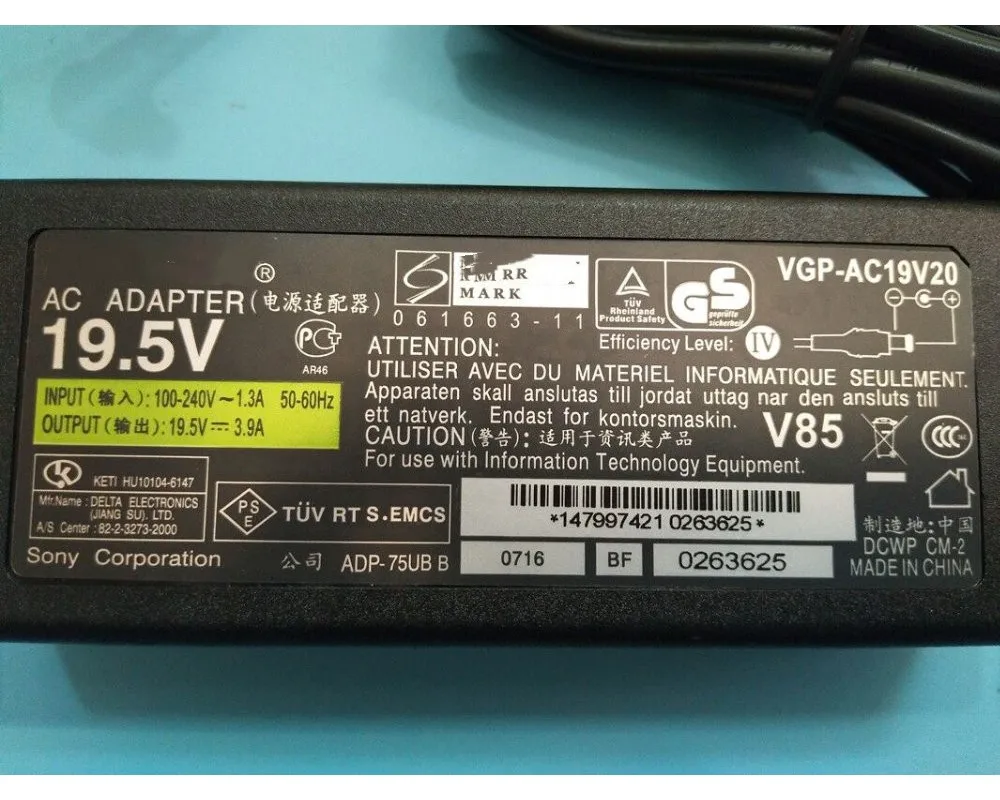 ®
AC ADAPTER (电源适配器)
19.5V
PCT
AR46
INPUT (输入): 100-240V ~ 1.3A 50-60Hz
OUTPUT (输出): 19.5V ⎓ 3.9A
S
RR
MARK
061663-11
TÜV
Rheinland
Product Safety
GS
geprüfte
sicherheit
VGP-AC19V20
Efficiency Level: IV
ATTENTION:
UTILISER AVEC DU MATERIEL INFORMATIQUE SEULEMENT.
Apparaten skall anslutas till jordat uttag nar den ansluts till
ett natverk. Endast for kontorsmaskin.
CAUTION (警告): 适用于资讯类产品
For use with Information Technology Equipment.
V85
CCC
KETI HU10104-6147
Mfr.Name : DELTA ELECTRONICS
(JIANG SU). LTD.
A/S Center : 82-2-3273-2000
PS
E
TÜV RT S.EMCS
*147997421 0263625*
Sony Corporation 公司 ADP-75UB B
0716 BF 0263625
制造地: 中国
DCWP CM-2
MADE IN CHINA